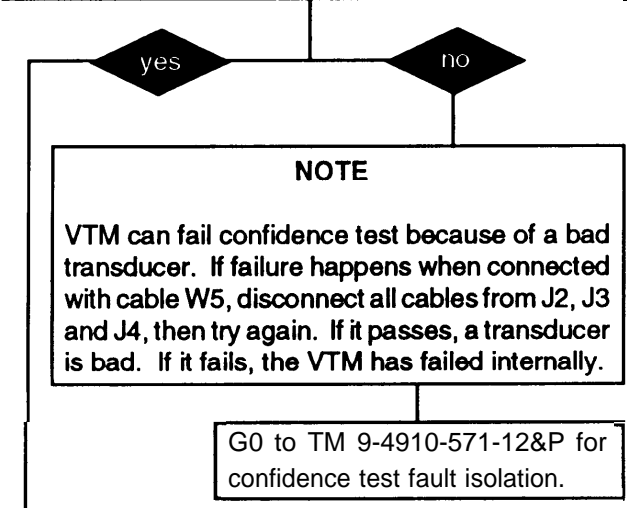 yes
no
NOTE
VTM can fail confidence test because of a bad
transducer. If failure happens when connected
with cable W5, disconnect all cables from J2, J3
and J4, then try again. If it passes, a transducer
is bad. If it fails, the VTM has failed internally.
G0 to TM 9-4910-571-12&P for
confidence test fault isolation.